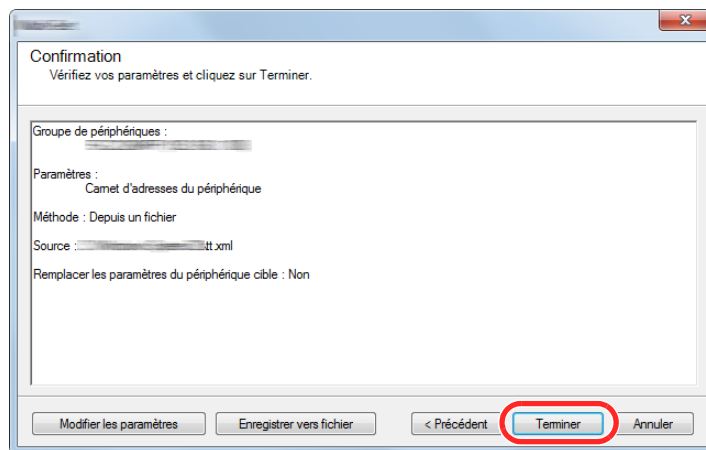 Confirmation
Vérifiez vos paramètres et cliquez sur Terminer.
Groupe de périphériques :
Paramètres :
Carnet d'adresses du périphérique
Méthode : Depuis un fichier
Source : tt.xml
Remplacer les paramètres du périphérique cible : Non
Modifier les paramètres Enregistrer vers fichier < Précédent Terminer Annuler